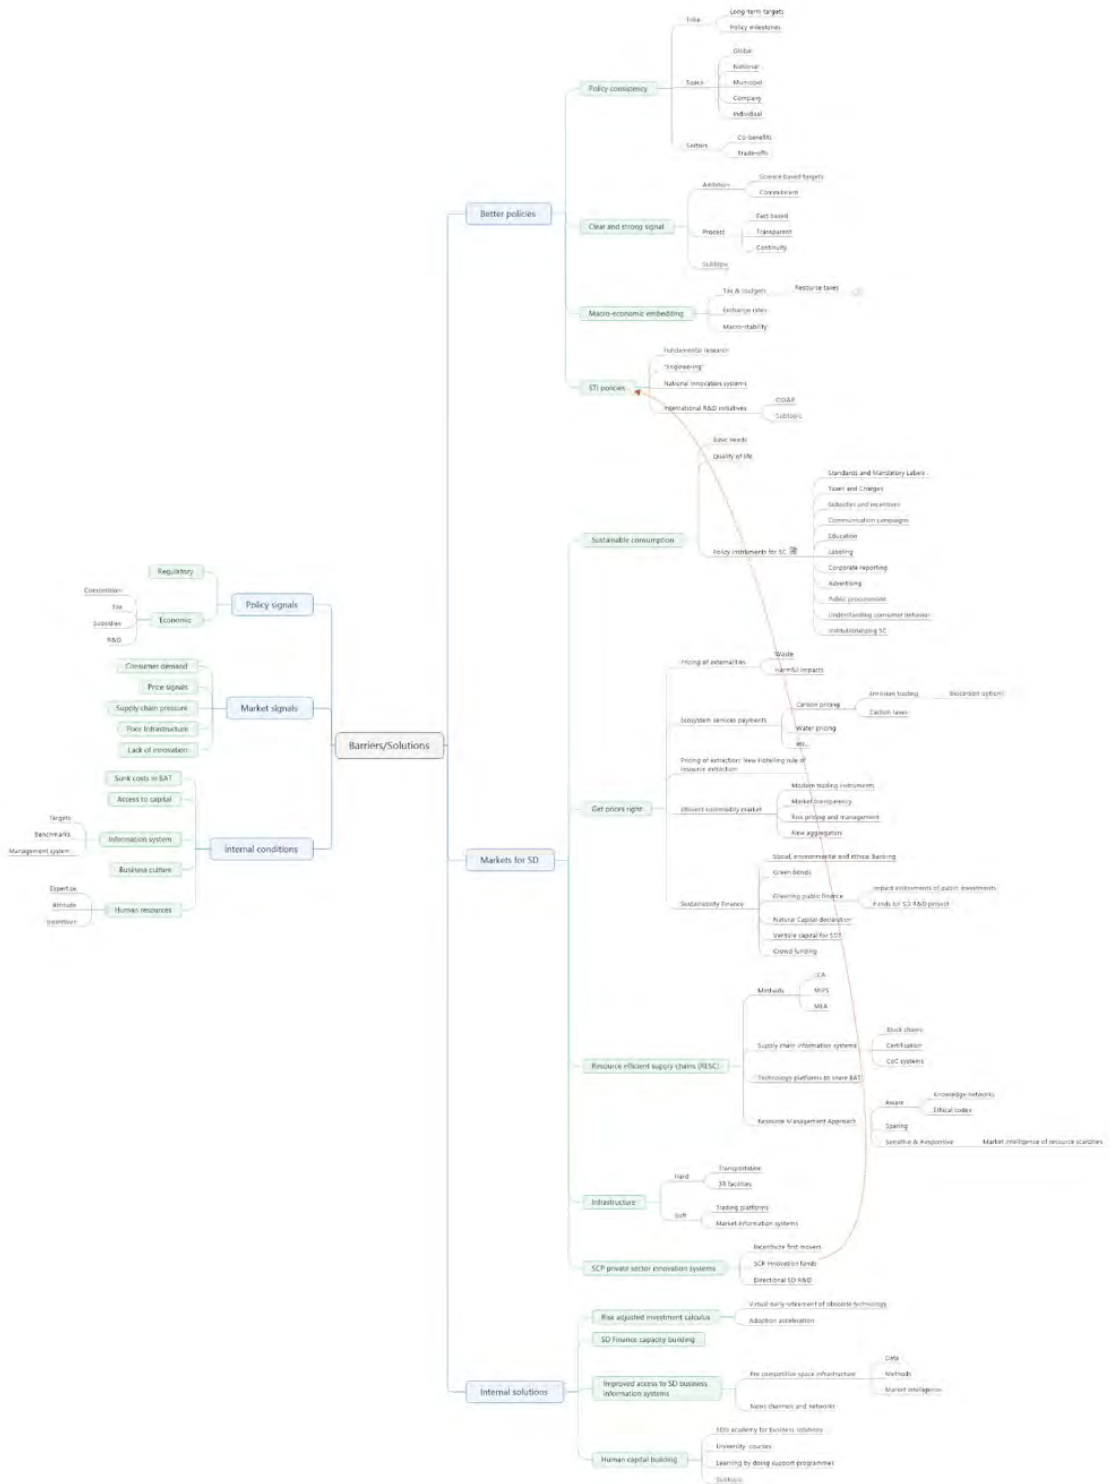 Barriers/Solutions
Policy signals
Regulatory
Economic
Competition
Tax
Subsidies
R&D
Market signals
Consumer demand
Price signals
Supply chain pressure
Poor Infrastructure
Lack of innovation
Internal conditions
Sunk costs in BAT
Access to capital
Information system
Targets
Benchmarks
Management system
Business culture
Human resources
Expertise
Attitude
Incentives
Better policies
Policy consistency
Time
Long-term targets
Policy milestones
Space
Global
National
Municipal
Company
Individual
Sectors
Co-benefits
Trade-offs
Clear and strong signal
Ambition
Science based targets
Commitment
Process
Fact based
Transparent
Continuity
Subtopic
Macro-economic embedding
Tax & budgets
Resource taxes
Exchange rates
Macro-stability
STI policies
Fundamental research
"Engineering"
National innovation systems
International R&D initiatives
Subtopic
Markets for SD
Sustainable consumption
Basic needs
Quality of life
Policy instruments for SC
Standards and Mandatory Labels
Taxes and Charges
Subsidies and incentives
Communication campaigns
Education
Labeling
Corporate reporting
Advertising
Public procurement
Understanding consumer behavior
Institutionalizing SC
Get prices right
Pricing of externalities
Waste
Harmful impacts
Ecosystem services payments
Carbon pricing
Emission trading
Carbon taxes
Water pricing
etc.
Pricing of extraction: New Hotelling rule of
resource extraction
Efficient sustainability market
Modern trading instruments
Market transparency
Risk pricing and management
New aggregators
Sustainability Finance
Social, environmental and ethical Banking
Green bonds
Greening public finance
Impact assessments of public investments
Funds for SD R&D project
Natural Capital declaration
Venture capital for SDT
Crowd funding
Resource efficient supply chains (RESC)
Methods
LCA
MIPS
MFA
Supply chain information systems
Block chains
Certification
CoC systems
Technology platforms to share BAT
Resource Management Approach
Aware
Knowledge networks
Ethical codex
Sparing
Sensitive & Responsive
Market intelligence of resource scarcities
Infrastructure
Hard
Transportation
3R facilities
Soft
Trading platforms
Market information systems
SCP private sector innovation systems
Incentivize first movers
SCP innovation funds
Directional SD R&D
Internal solutions
Risk adjusted investment calculus
Virtual early-retirement of obsolete technology
Adoption acceleration
SD Finance capacity building
Improved access to SD business
information systems
Pre competitive space infrastructure
Data
Methods
Market intelligence
News channels and networks
Human capital building
SDG academy for business solutions
University courses
Learning by doing support programmes
Subtopic